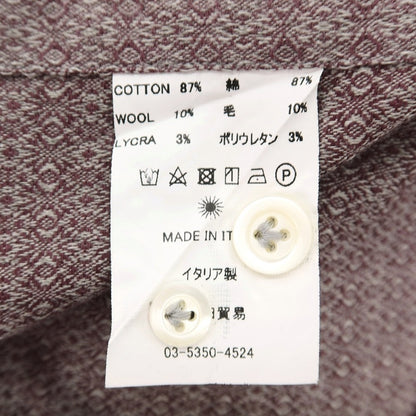 COTTON 87% 綿 87%
WOOL 10% 毛 10%
LYCRA 3% ポリウレタン 3%
MADE IN
イタリア製
貿易
03-5350-4524